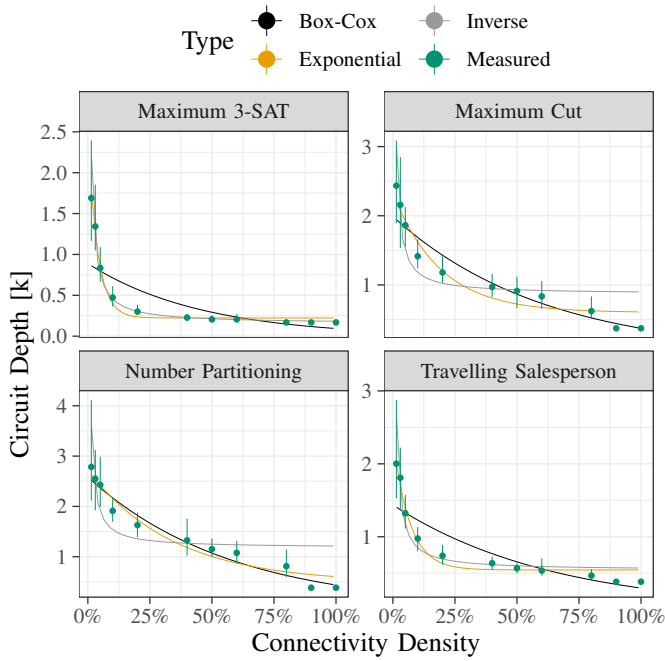 Type
Box-Cox
Inverse
Exponential
Measured
Maximum 3-SAT
Maximum Cut
2.5
2.0
1.5
1.0
0.5
0.0
3
2
1
Number Partitioning
Travelling Salesperson
4
3
2
1
3
2
1
0% 25% 50% 75% 100%
0% 25% 50% 75% 100%
Circuit Depth [k]
Connectivity Density